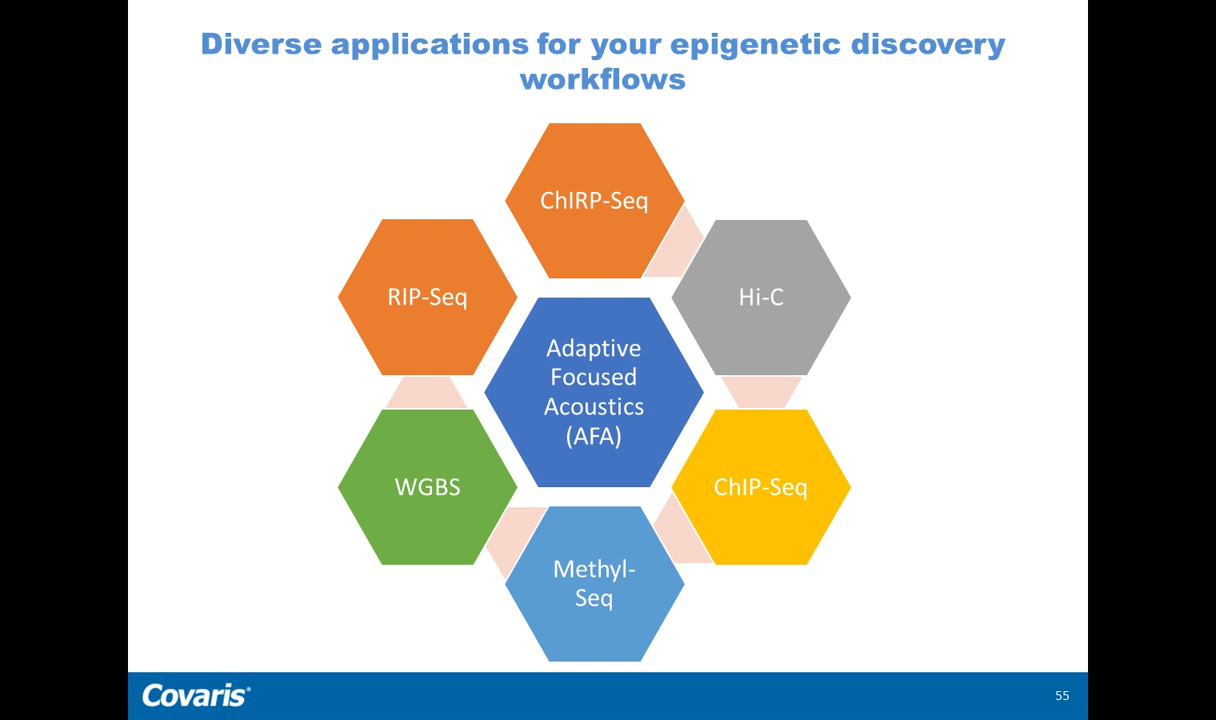 Diverse applications for your epigenetic discovery
workflows
ChIRP-Seq
RIP-Seq
Hi-C
Adaptive
Focused
Acoustics
(AFA)
WGBS
ChIP-Seq
Methyl-
Seq
Covaris®
55